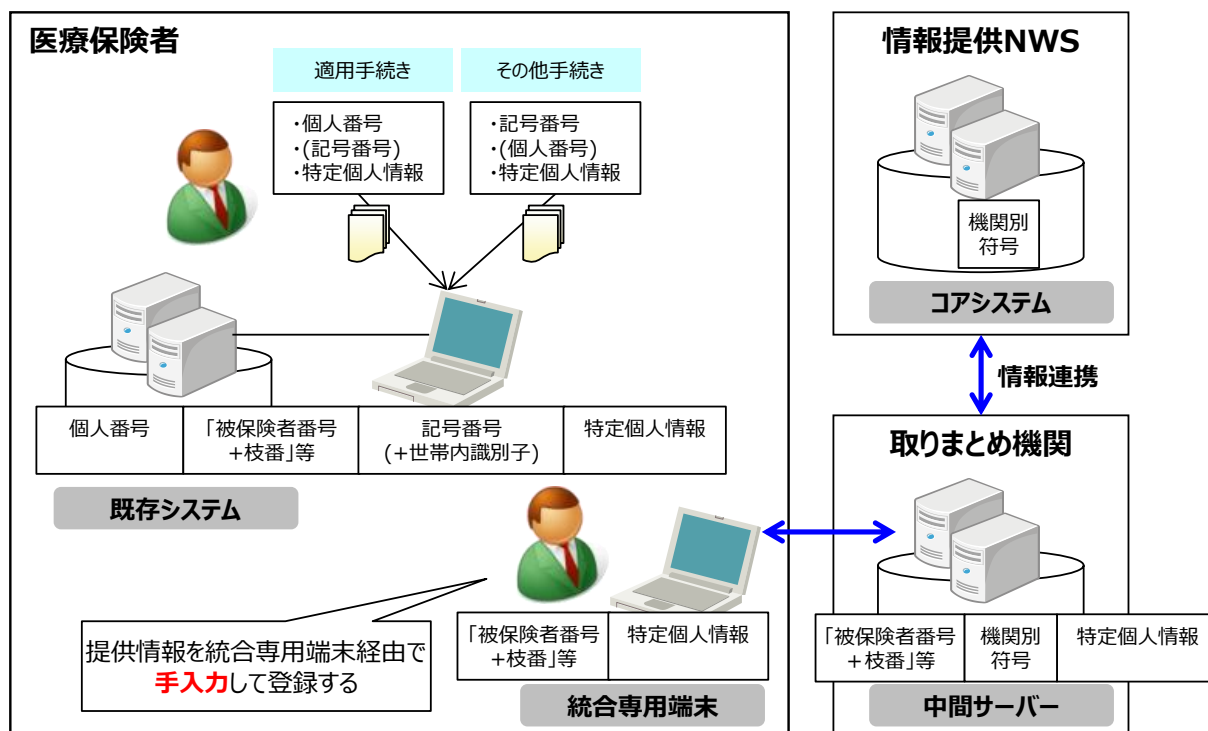 医療保険者
適用手続き
その他手続き
・個人番号
・(記号番号)
・特定個人情報
・記号番号
・(個人番号)
・特定個人情報
個人番号
「被保険者番号
+枝番」等
記号番号
(+世帯内識別子)
特定個人情報
既存システム
提供情報を統合専用端末経由で
手入力して登録する
「被保険者番号
+枝番」等
特定個人情報
統合専用端末
情報提供NWS
機関別
符号
コアシステム
情報連携
取りまとめ機関
「被保険者番号
+枝番」等
機関別
符号
特定個人情報
中間サーバー